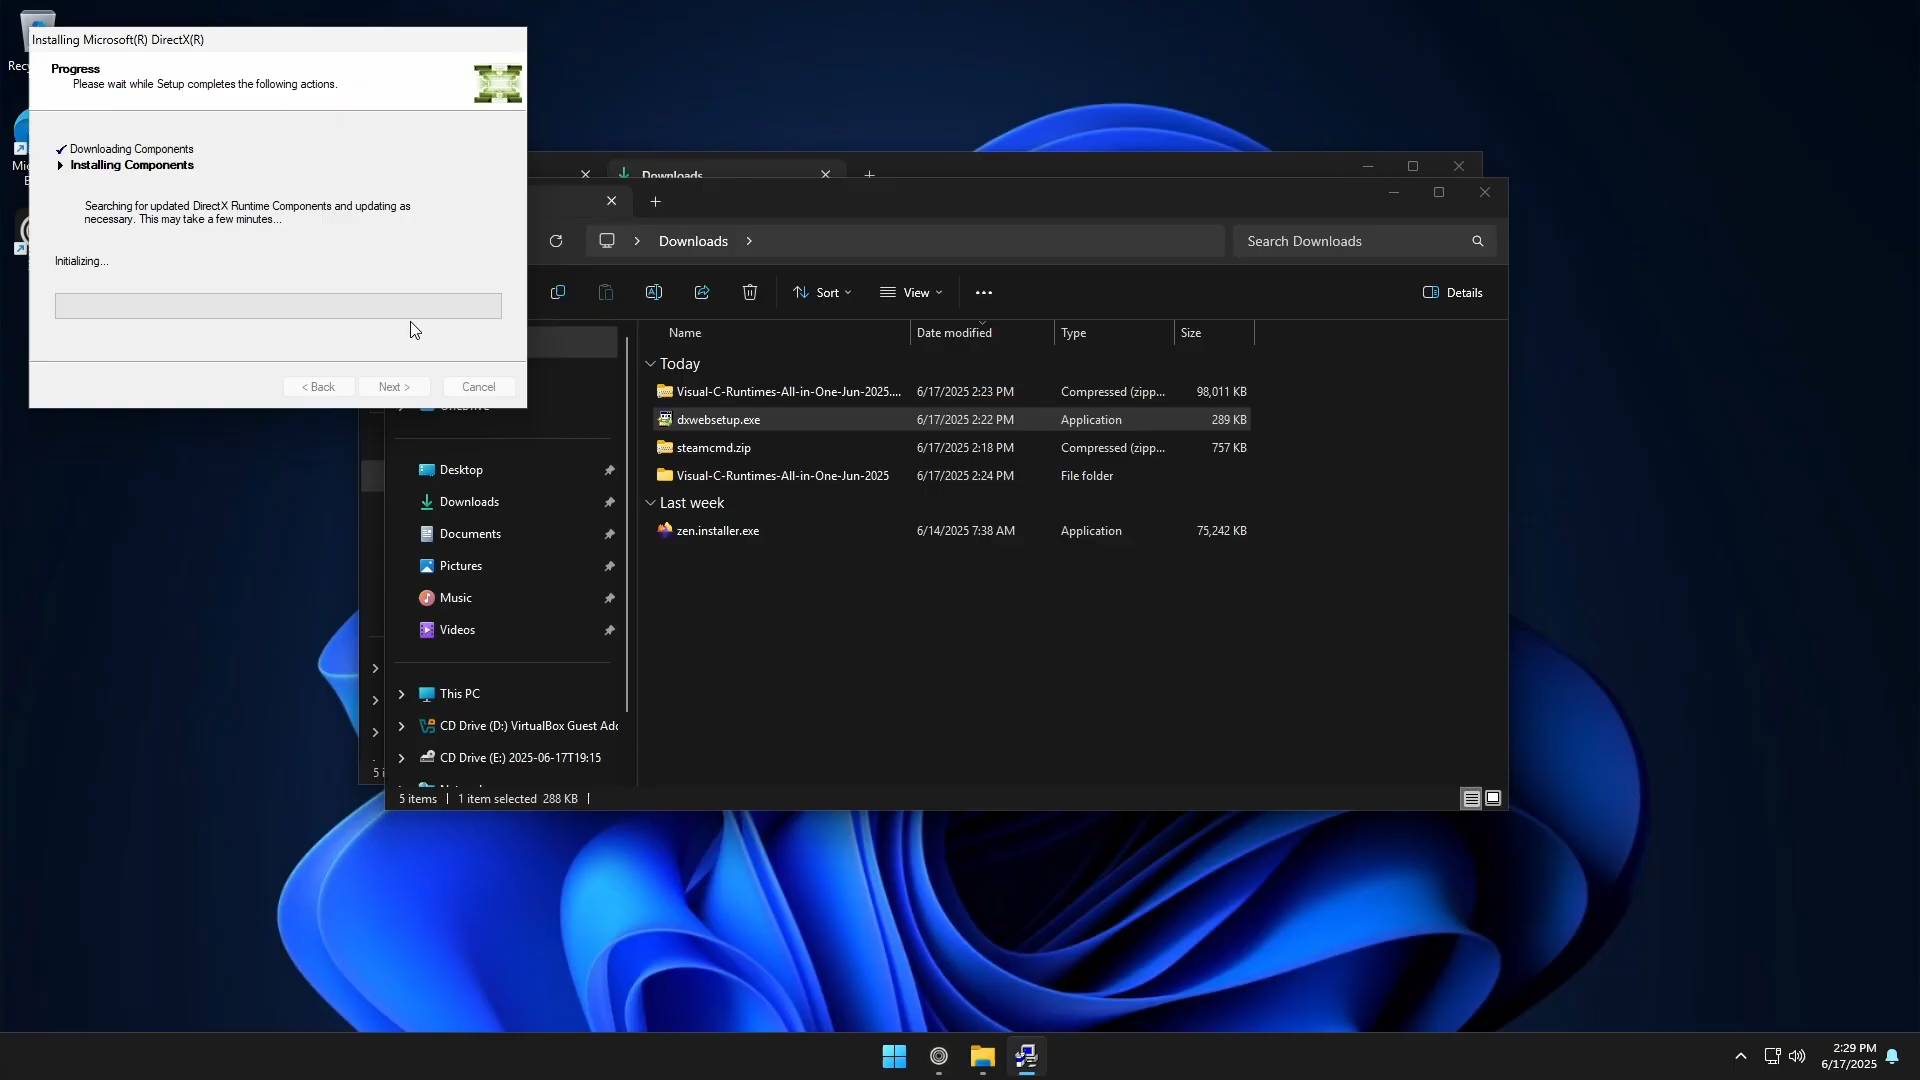 Installing Microsoft(R) DirectX(R)
Progress
Please wait while Setup completes the following actions.
Downloading Components
Installing Components
Searching for updated DirectX Runtime Components and updating as
necessary. This may take a few minutes...
Initializing...
< Back
Next >
Cancel
Downloads
Downloads
Search Downloads
Sort
View
Details
Name
Date modified
Type
Size
Today
Visual-C-Runtimes-All-in-One-Jun-2025.... 6/17/2025 2:23 PM Compressed (zipp... 98,011 KB
dxwebsetup.exe 6/17/2025 2:22 PM Application 289 KB
steamcmd.zip 6/17/2025 2:18 PM Compressed (zipp... 757 KB
Visual-C-Runtimes-All-in-One-Jun-2025 6/17/2025 2:24 PM File folder
Last week
zen.installer.exe 6/14/2025 7:38 AM Application 75,242 KB
Desktop
Downloads
Documents
Pictures
Music
Videos
This PC
CD Drive (D:) VirtualBox Guest Add
CD Drive (E:) 2025-06-17T19:15
5 items
1 item selected 288 KB
2:29 PM
6/17/2025